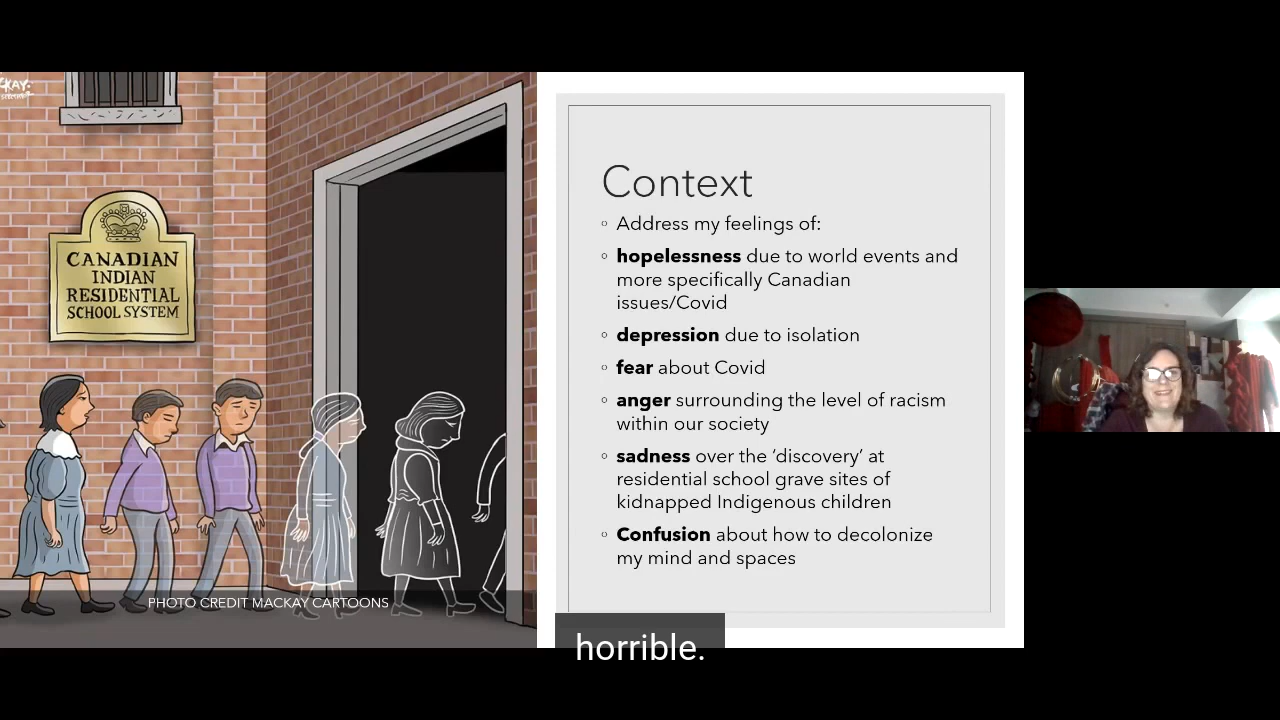 CANADIAN
INDIAN
RESIDENTIAL
SCHOOL SYSTEM
PHOTO CREDIT MACKAY CARTOONS
Context
◦ Address my feelings of:
◦ hopelessness due to world events and
more specifically Canadian
issues/Covid
◦ depression due to isolation
◦ fear about Covid
◦ anger surrounding the level of racism
within our society
◦ sadness over the ‘discovery’ at
residential school grave sites of
kidnapped Indigenous children
◦ Confusion about how to decolonize
my mind and spaces
horrible.